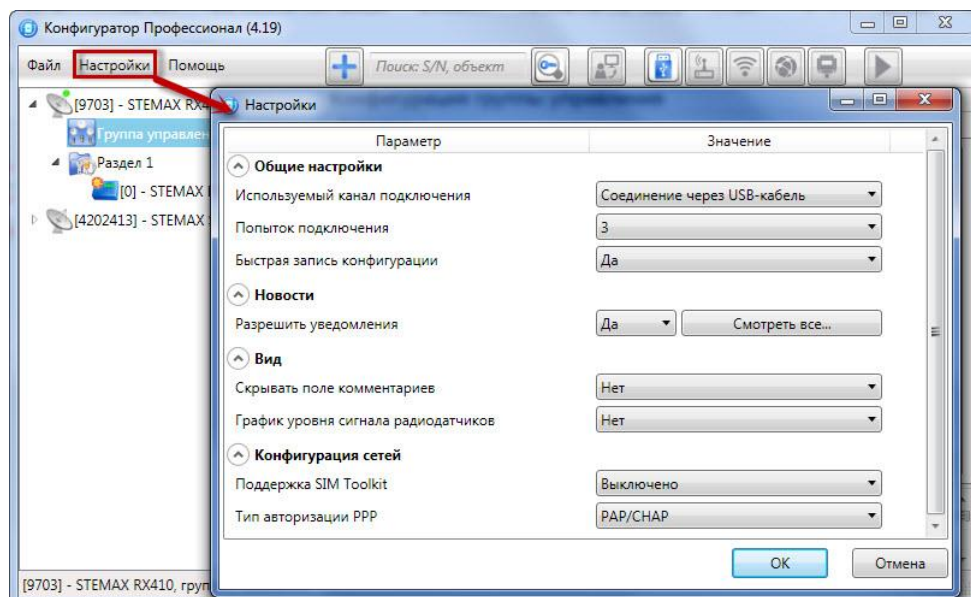 Конфигуратор Профессионал (4.19)
Файл Настройки Помощь Поиск: S/N, объект
[9703] - STEMAX RX4
Группа управлен
Раздел 1
[0] - STEMAX
[4202413] - STEMAX
Настройки
Параметр Значение
Общие настройки
Используемый канал подключения Соединение через USB-кабель
Попыток подключения 3
Быстрая запись конфигурации Да
Новости
Разрешить уведомления Да Смотреть все...
Вид
Скрывать поле комментариев Нет
График уровня сигнала радиодатчиков Нет
Конфигурация сетей
Поддержка SIM Toolkit Выключено
Тип авторизации PPP PAP/CHAP
OK Отмена
[9703] - STEMAX RX410, груп